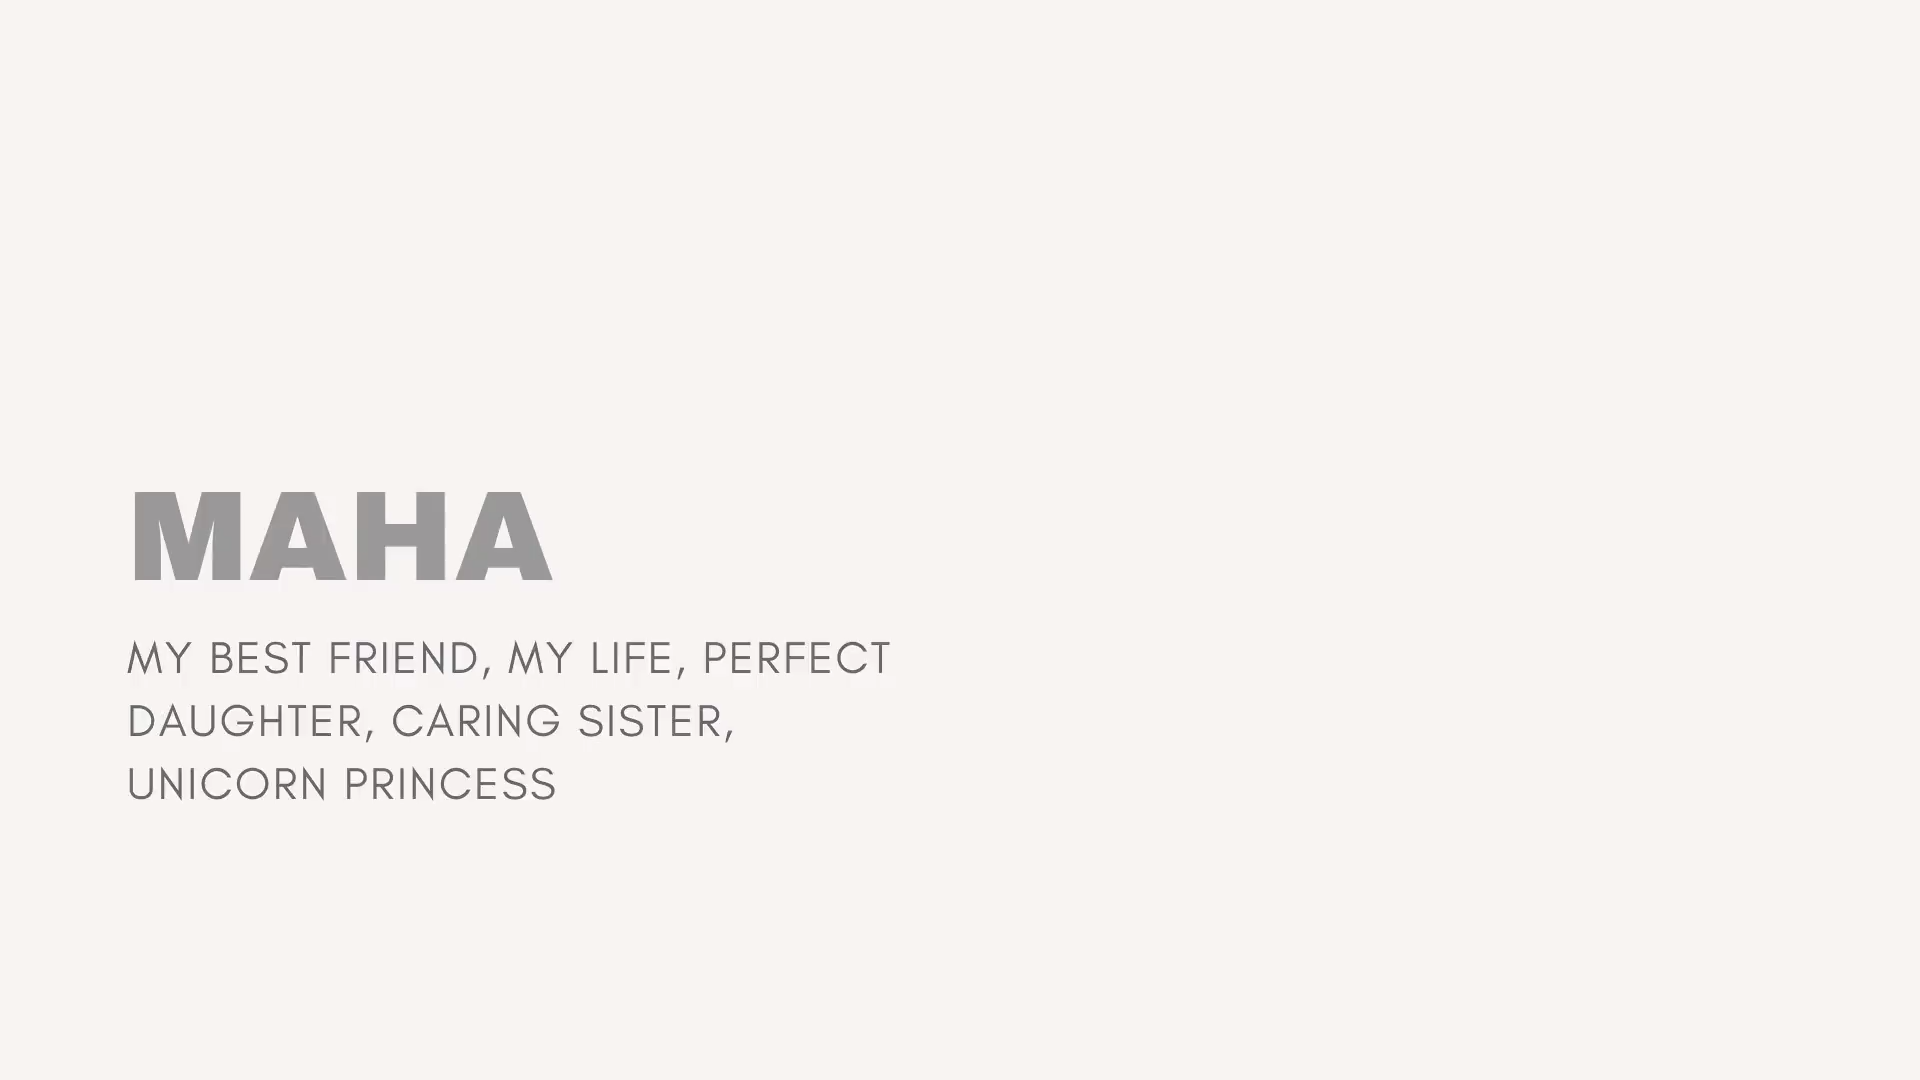 MAHA
MY BEST FRIEND, MY LIFE, PERFECT
DAUGHTER, CARING SISTER,
UNICORN PRINCESS